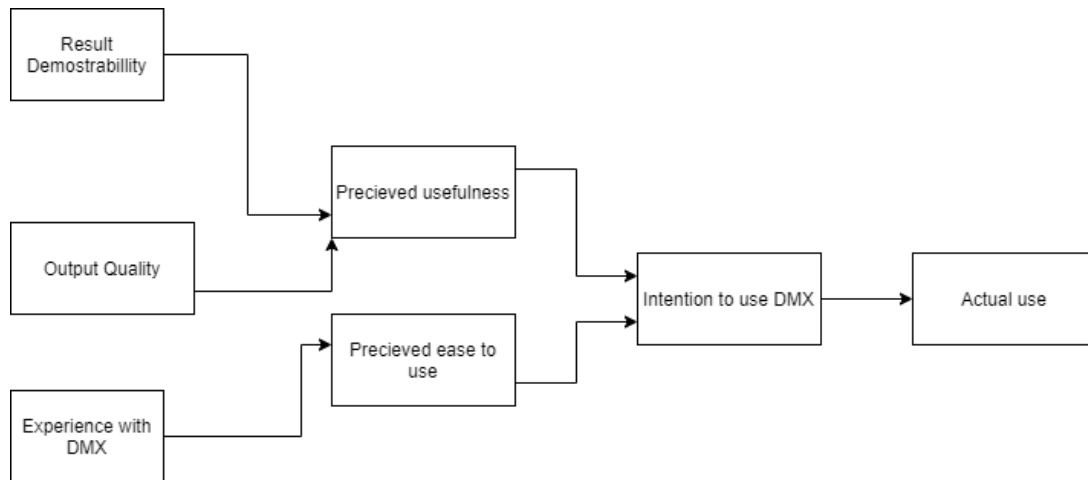 Result
Demostrabillity
Precieved usefulness
Output Quality
Intention to use DMX
Actual use
Precieved ease to
use
Experience with
DMX